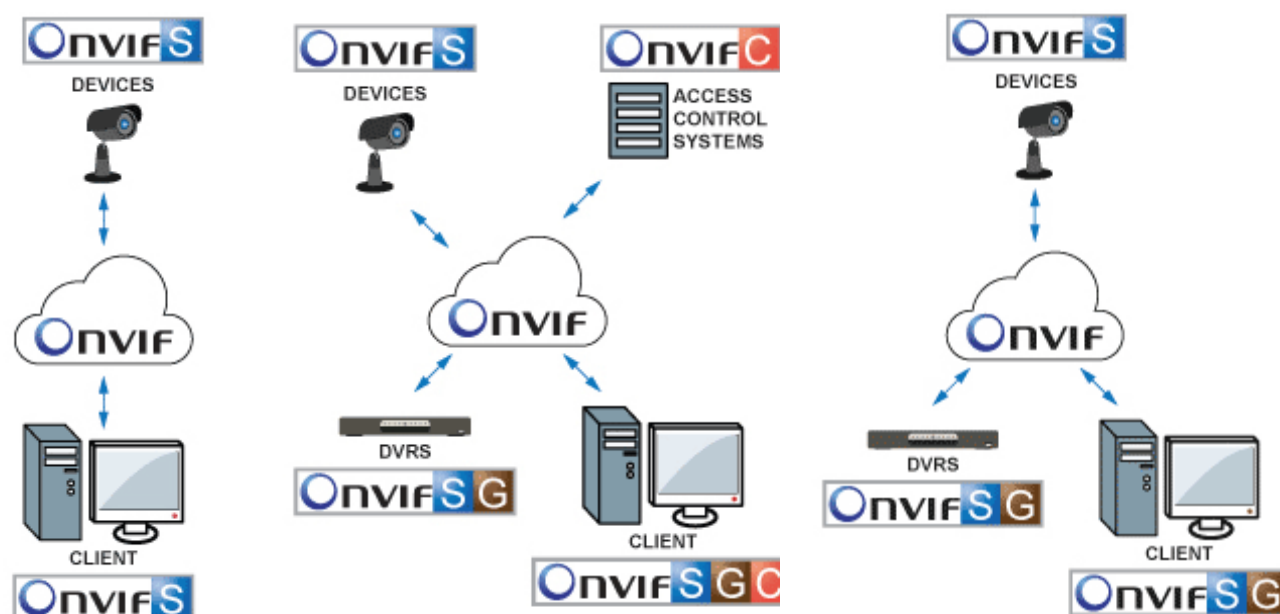 ONVIF S
DEVICES
ONVIF
CLIENT
ONVIF S
ONVIF S
DEVICES
ONVIF C
ACCESS
CONTROL
SYSTEMS
ONVIF
DVRS
ONVIF S G
CLIENT
ONVIF S G C
ONVIF S
DEVICES
ONVIF
DVRS
ONVIF S G
CLIENT
ONVIF S G